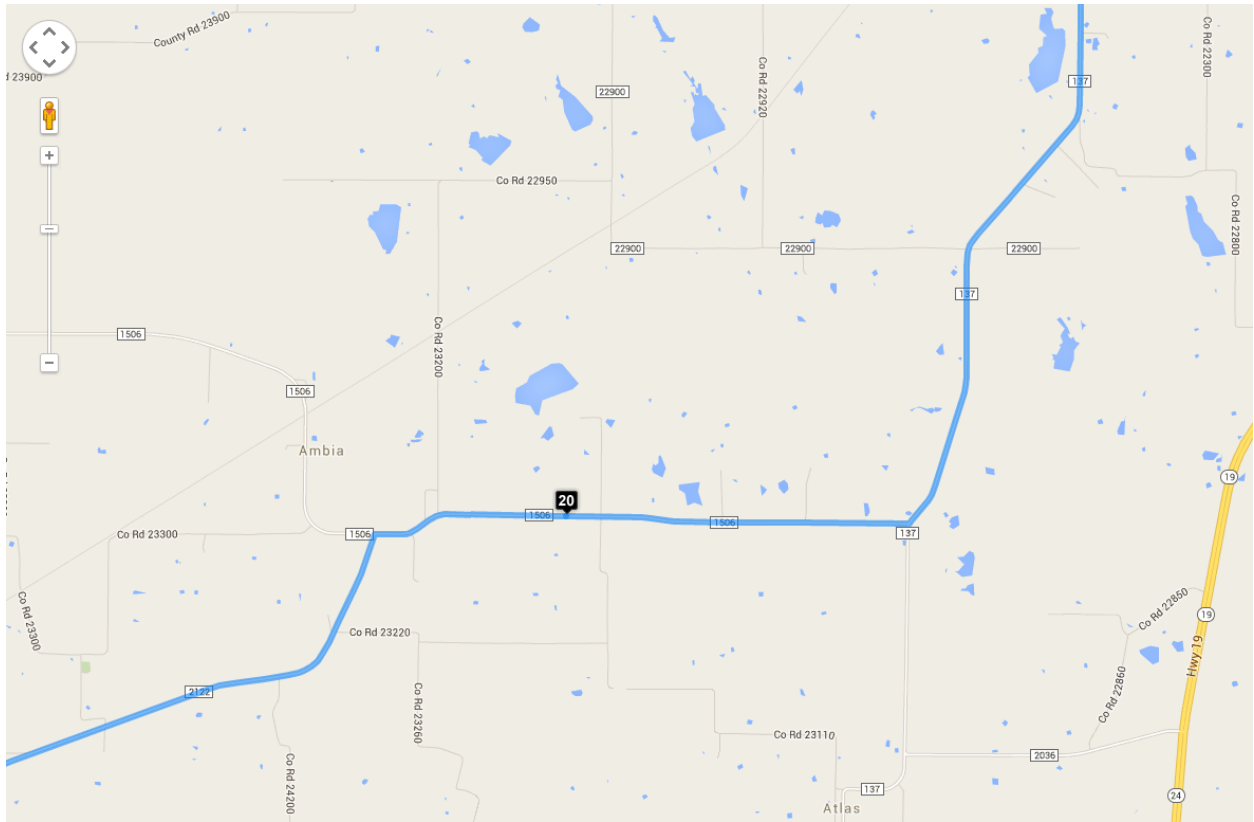 County Rd 23900
d 23900
22900
Co Rd 22920
137
Co Rd 22300
Co Rd 22950
Co Rd 22800
22900
22900
22900
137
1506
Co Rd 23200
1506
Ambia
19
20
1506
1506
Co Rd 23300
1506
137
Co Rd 23300
Co Rd 22850
19
Co Rd 23220
Hwy 19
2122
Co Rd 23260
Co Rd 22860
Co Rd 23110
2036
Co Rd 24200
137
24
Atlas